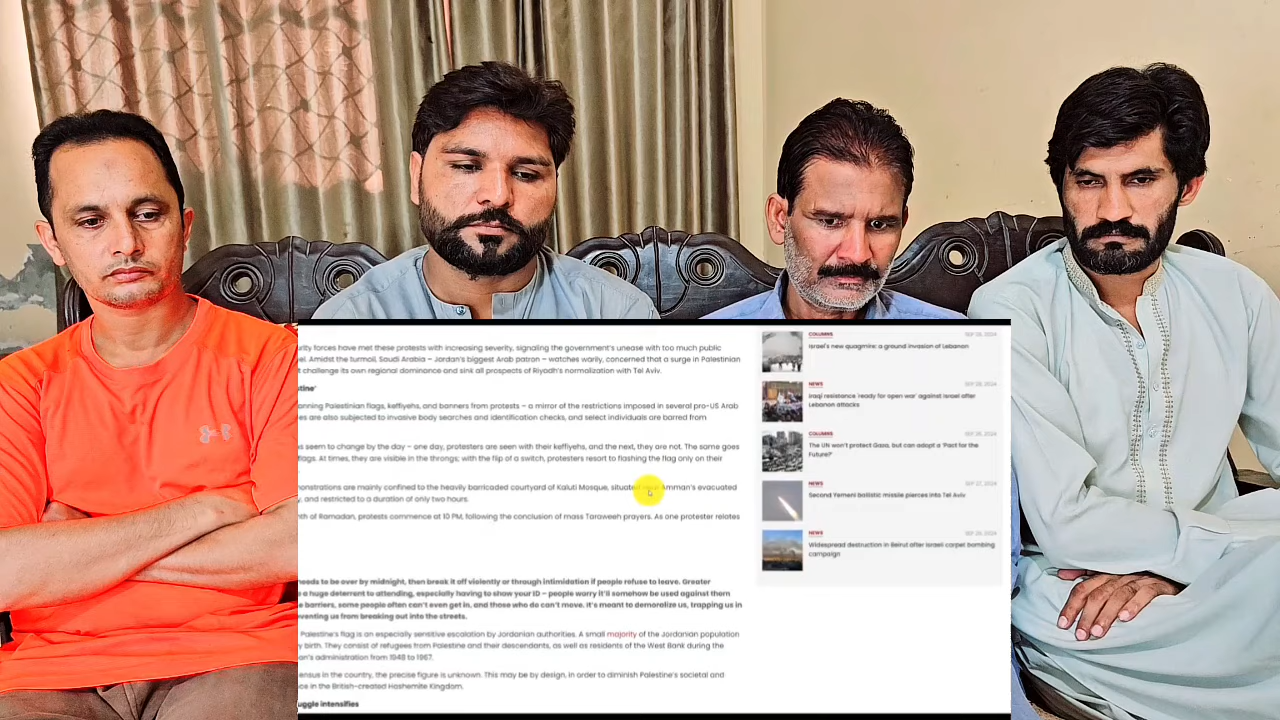 urity forces have met these protests with increasing severity, signaling the government's unease with too much public
el. Amidst the turmoil, Saudi Arabia – Jordan's biggest Arab patron – watches warily, concerned that a surge in Palestinian
t challenge its own regional dominance and sink all prospects of Riyadh's normalization with Tel Aviv.
stine'
anning Palestinian flags, keffiyehs, and banners from protests – a mirror of the restrictions imposed in several pro-US Arab
es are also subjected to invasive body searches and identification checks, and select individuals are barred from
s seem to change by the day – one day, protesters are seen with their keffiyehs, and the next, they are not. The same goes
flags. At times, they are visible in the throngs; with the flip of a switch, protesters resort to flashing the flag only on their
monstrations are mainly confined to the heavily barricaded courtyard of Kaluti Mosque, situated near Amman's evacuated
y, and restricted to a duration of only two hours.
nth of Ramadan, protests commence at 10 PM, following the conclusion of mass Taraweeh prayers. As one protester relates
needs to be over by midnight, then break it off violently or through intimidation if people refuse to leave. Greater
e a huge deterrent to attending, especially having to show your ID – people worry it'll somehow be used against them
e barriers, some people often can't even get in, and those who do can't move. It's meant to demoralize us, trapping us in
venting us from breaking out into the streets.
Palestine's flag is an especially sensitive escalation by Jordanian authorities. A small majority of the Jordanian population
y birth. They consist of refugees from Palestine and their descendants, as well as residents of the West Bank during the
an's administration from 1948 to 1967.
ensus in the country, the precise figure is unknown. This may be by design, in order to diminish Palestine's societal and
ce in the British-created Hashemite Kingdom.
uggle intensifies
COLUMNS
Israel's new quagmire: a ground invasion of Lebanon
NEWS
Iraqi resistance 'ready for open war' against Israel after
Lebanon attacks
COLUMNS
The UN won't protect Gaza, but can adopt a 'Pact for the
Future?'
NEWS SEP 27, 2024
Second Yemeni ballistic missile pierces into Tel Aviv
NEWS
Widespread destruction in Beirut after Israeli carpet bombing
campaign